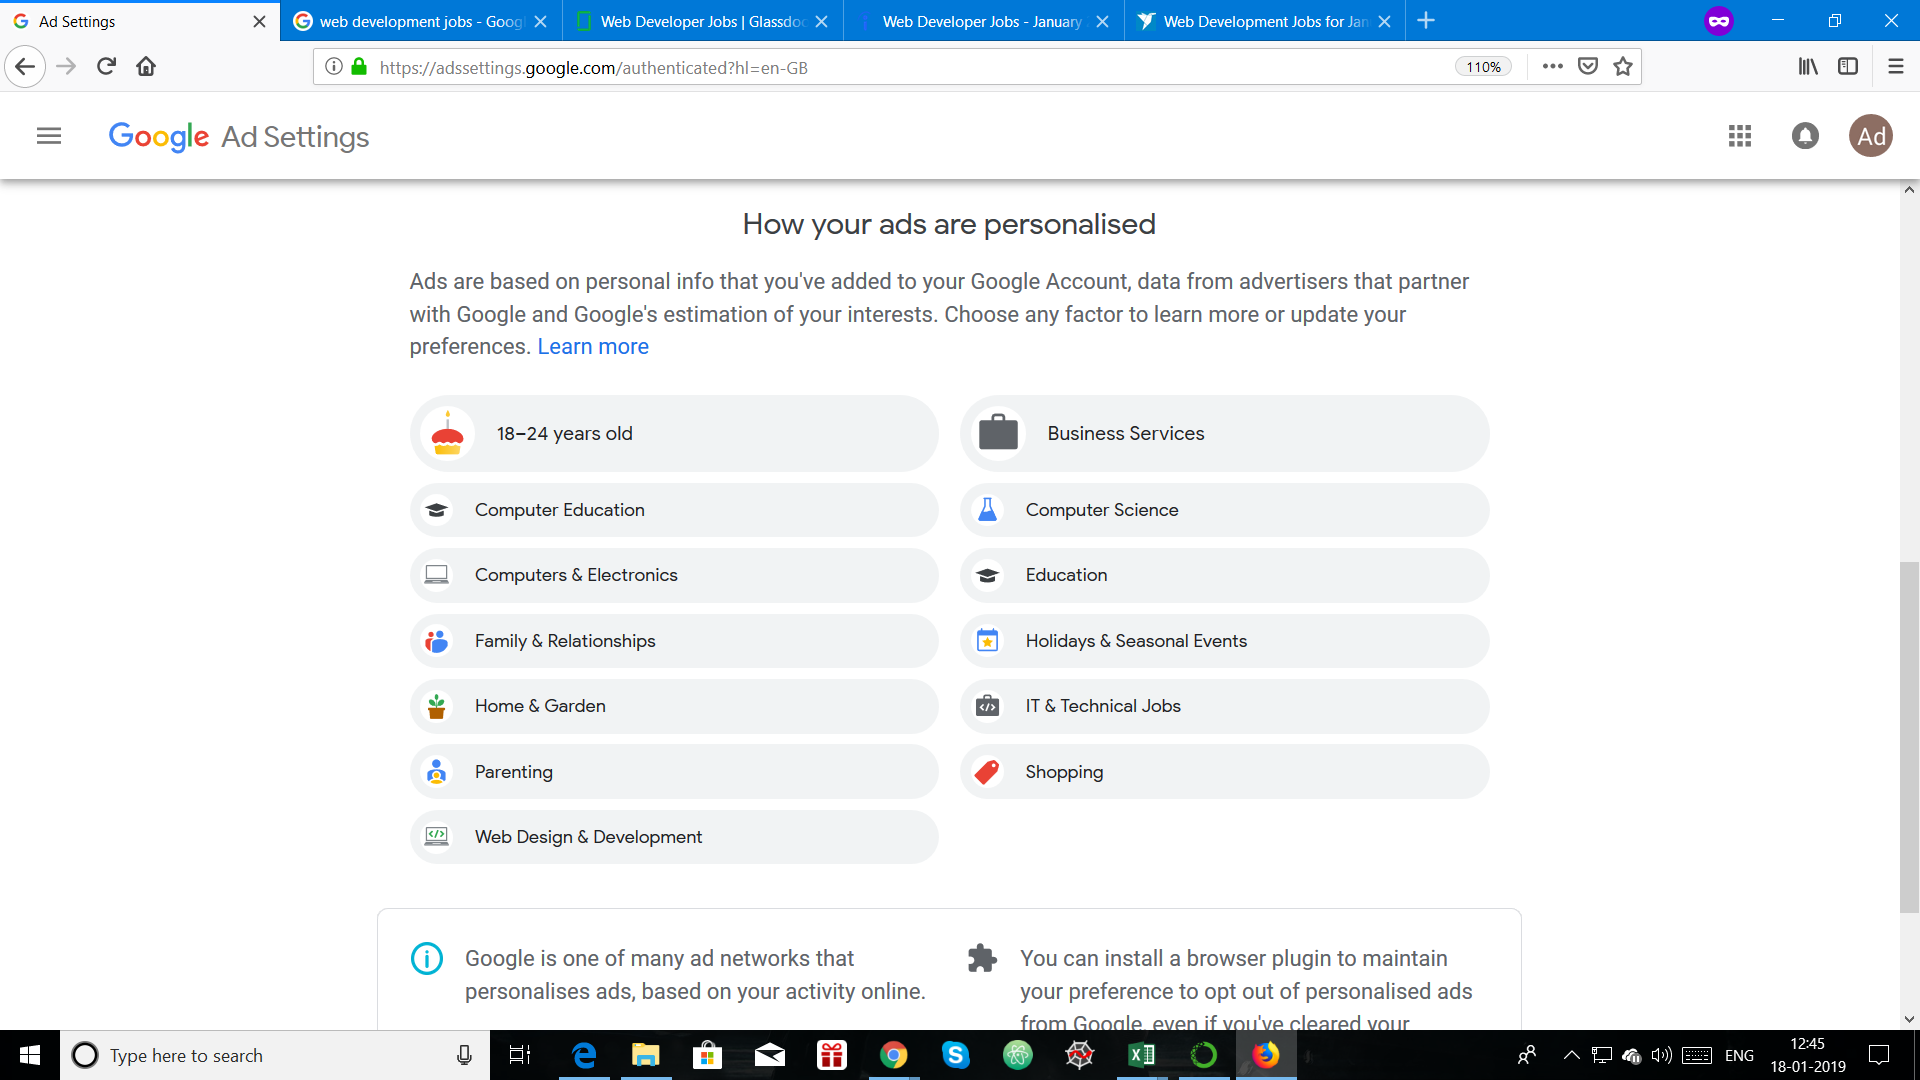 Ad Settings
web development jobs - Goog
Web Developer Jobs | Glassdo
Web Developer Jobs - January
Web Development Jobs for Jan
https://adssettings.google.com/authenticated?hl=en-GB
110%
Google Ad Settings
Ad
How your ads are personalised
Ads are based on personal info that you've added to your Google Account, data from advertisers that partner
with Google and Google's estimation of your interests. Choose any factor to learn more or update your
preferences. Learn more
18–24 years old
Business Services
Computer Education
Computer Science
Computers & Electronics
Education
Family & Relationships
Holidays & Seasonal Events
Home & Garden
IT & Technical Jobs
Parenting
Shopping
Web Design & Development
Google is one of many ad networks that
personalises ads, based on your activity online.
You can install a browser plugin to maintain
your preference to opt out of personalised ads
from Google, even if you've cleared your
Type here to search
ENG
12:45
18-01-2019